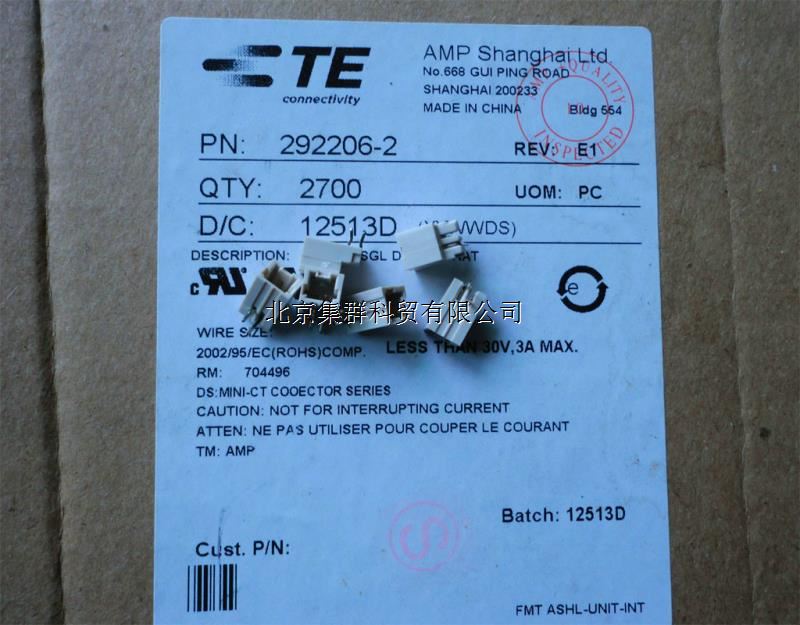 TE
connectivity
AMP Shanghai Ltd
No.668 GUI PING ROAD
SHANGHAI 200233
MADE IN CHINA
Bldg 554
QUALITY
INSPECTED
PN: 292206-2
REV: E1
QTY: 2700
UOM: PC
D/C: 12513D
WDS)
DESCRIPTION:
SGL
e
北京集群科贸有限公司
WIRE SIZE:
2002/95/EC(ROHS)COMP.
LESS THAN 30V,3A MAX.
RM: 704496
DS:MINI-CT COOECTOR SERIES
CAUTION: NOT FOR INTERRUPTING CURRENT
ATTEN: NE PAS UTILISER POUR COUPER LE COURANT
TM: AMP
S
Batch: 12513D
Cust. P/N:
FMT ASHL-UNIT-INT